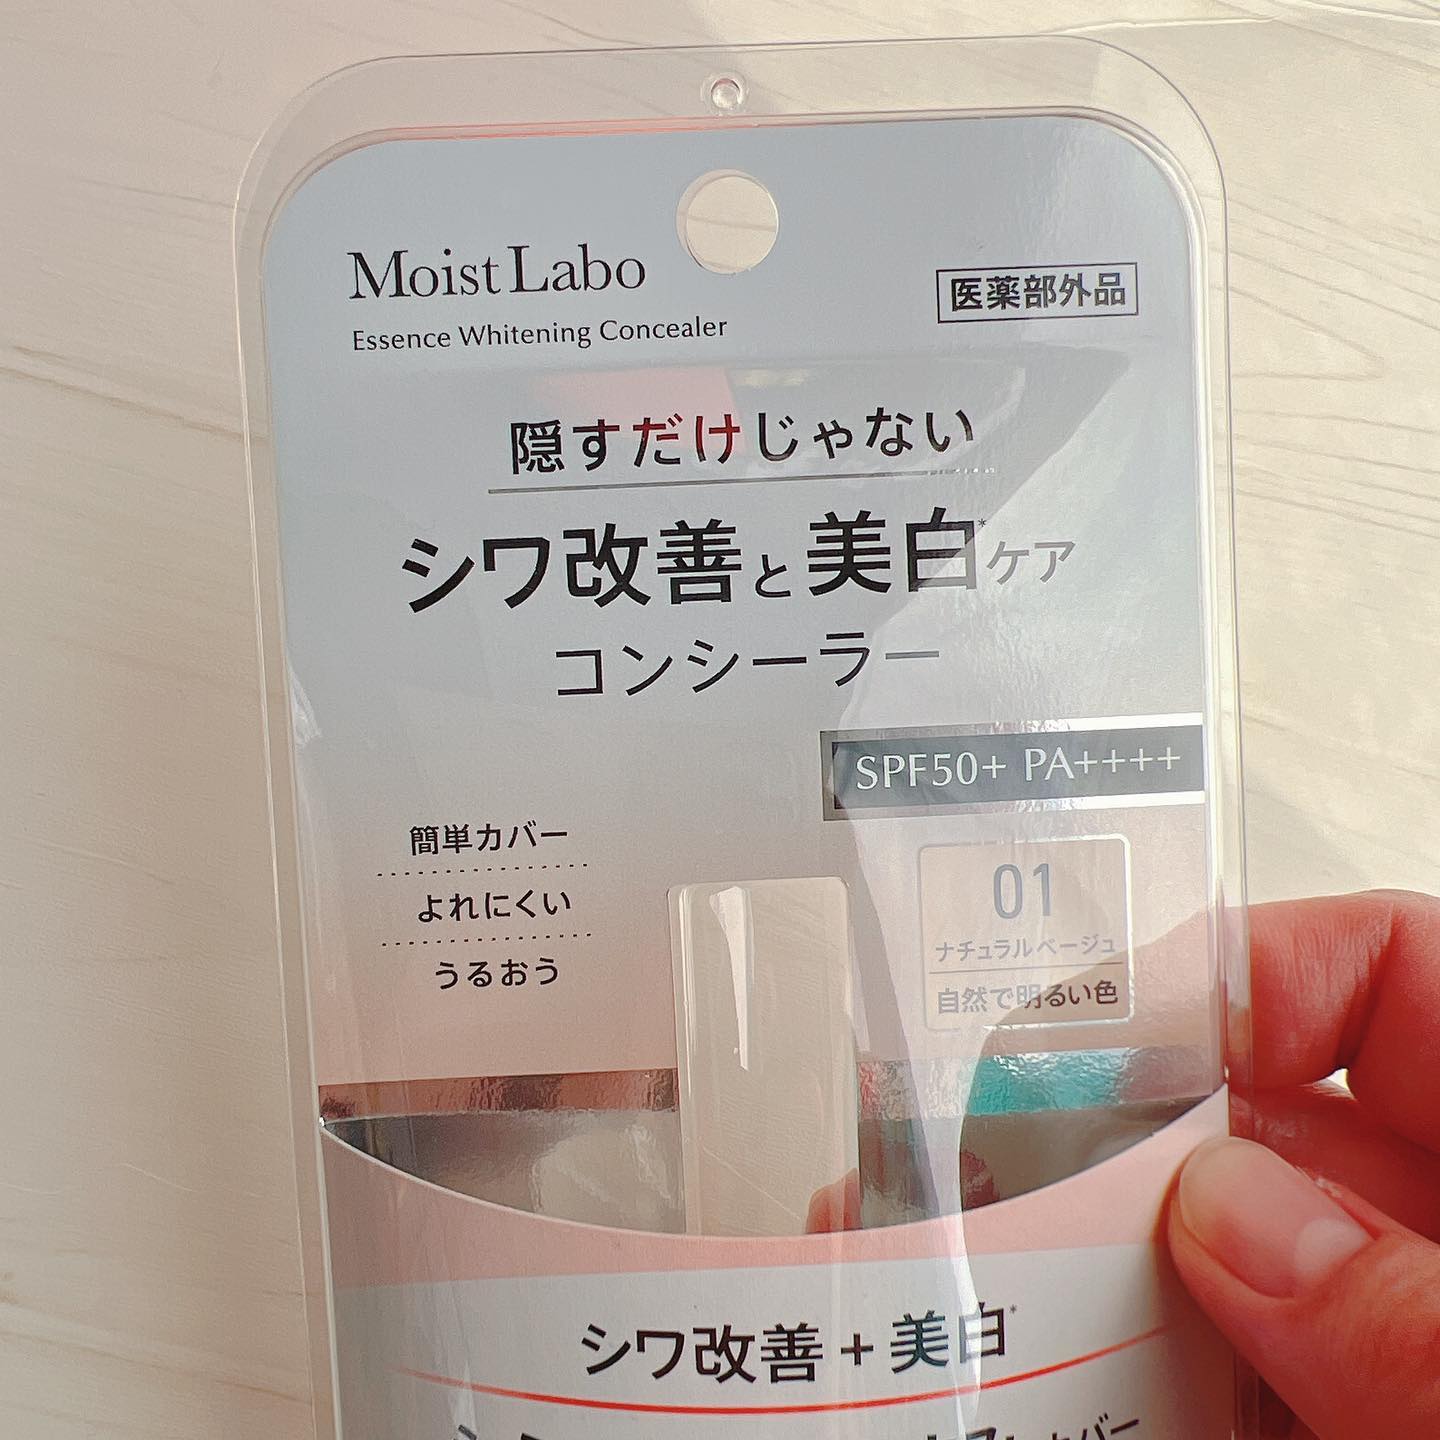 Moist Labo
Essence Whitening Concealer
医薬部外品
隠すだけじゃない
シワ改善と美白*ケア
コンシーラー
SPF50+ PA++++
簡単カバー
よれにくい
うるおう
01
ナチュラルベージュ
自然で明るい色
シワ改善+美白*
カバー